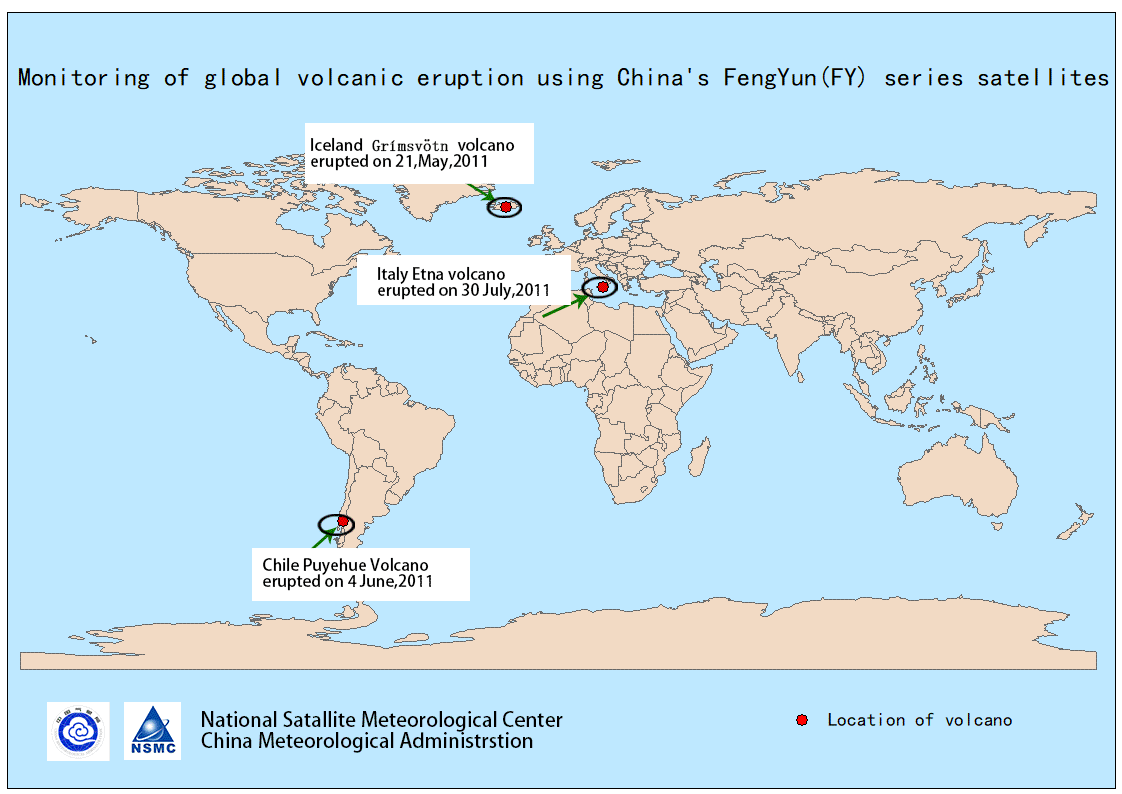 Monitoring of global volcanic eruption using China's FengYun(FY) series satellites
Iceland Grímsvötn volcano
erupted on 21,May,2011
Italy Etna volcano
erupted on 30 July,2011
Chile Puyehue Volcano
erupted on 4 June,2011
NSMC
National Satallite Meteorological Center
China Meteorological Administrstion
Location of volcano